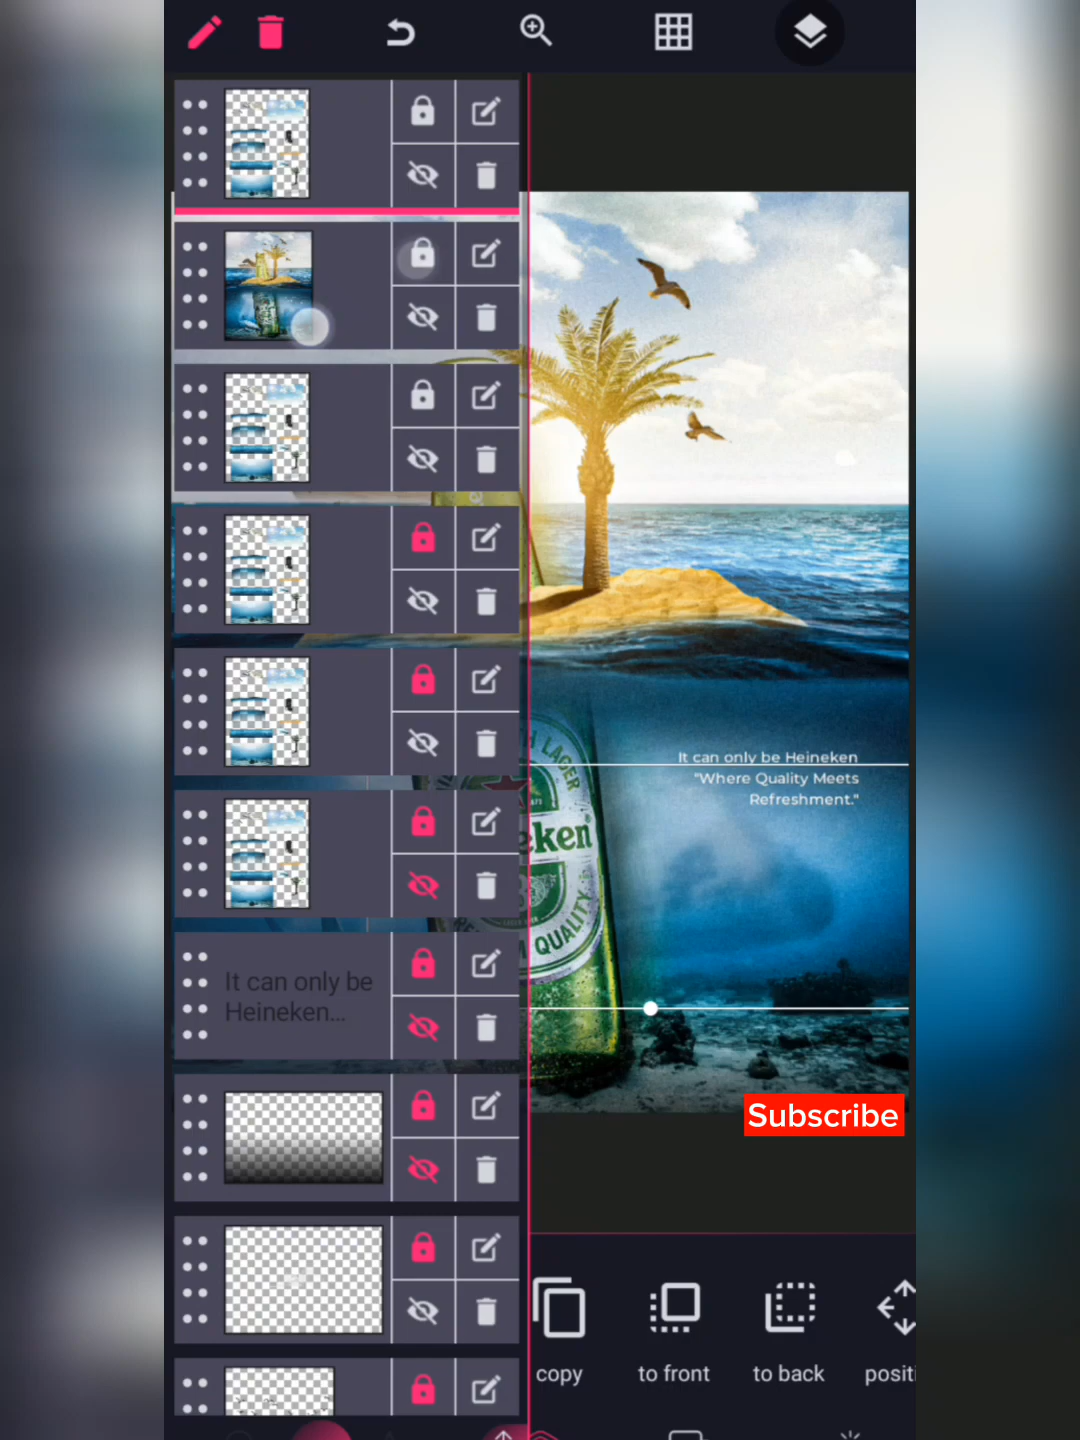 It can only be Heineken
"Where Quality Meets
Refreshment."
LAGER
ken
QUALITY
It can only be
Heineken...
Subscribe
copy
to front
to back
positi